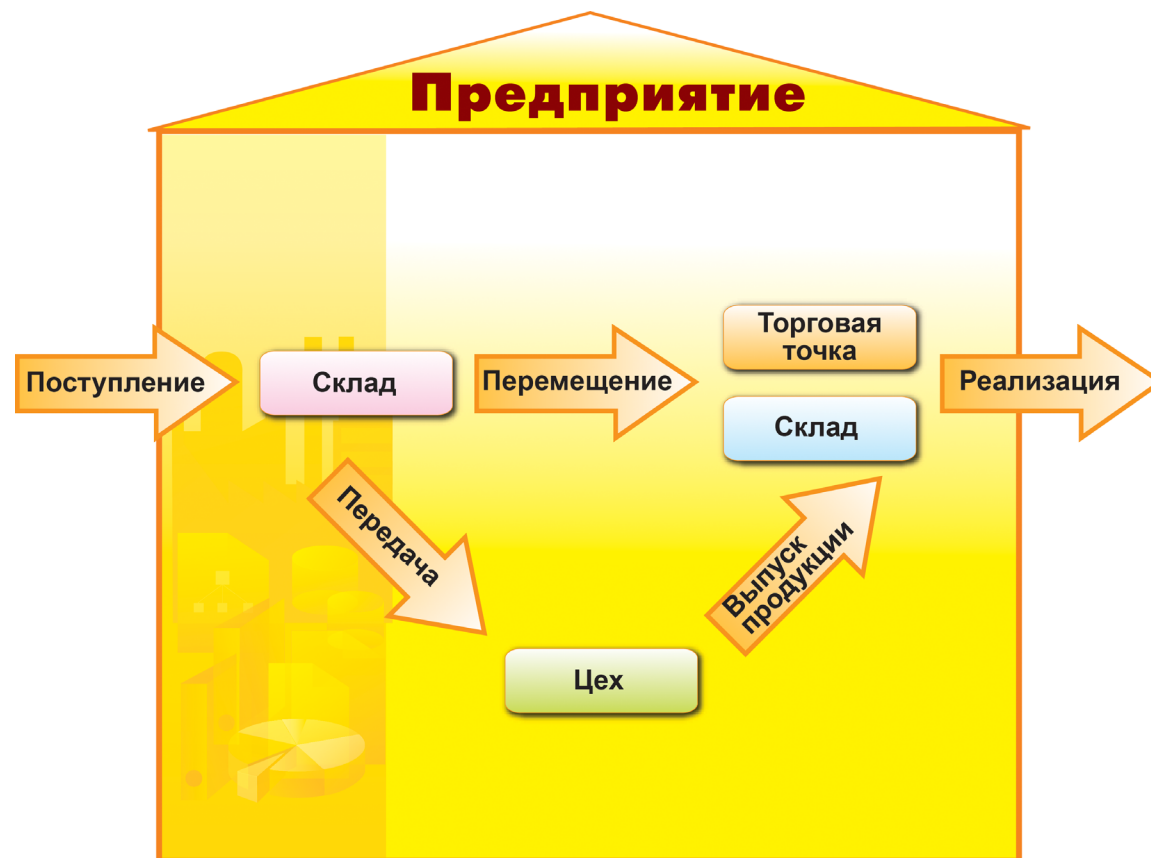 Предприятие
Поступление
Склад
Перемещение
Торговая
точка
Склад
Реализация
Передача
Выпуск
продукции
Цех